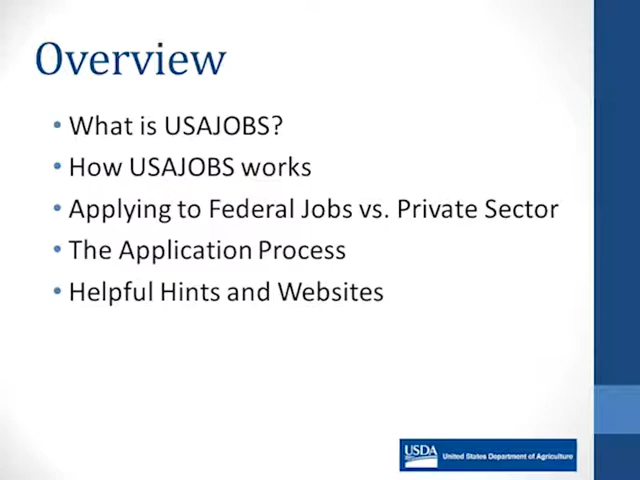 Overview
• What is USAJOBS?
• How USAJOBS works
• Applying to Federal Jobs vs. Private Sector
• The Application Process
• Helpful Hints and Websites
USDA United States Department of Agriculture